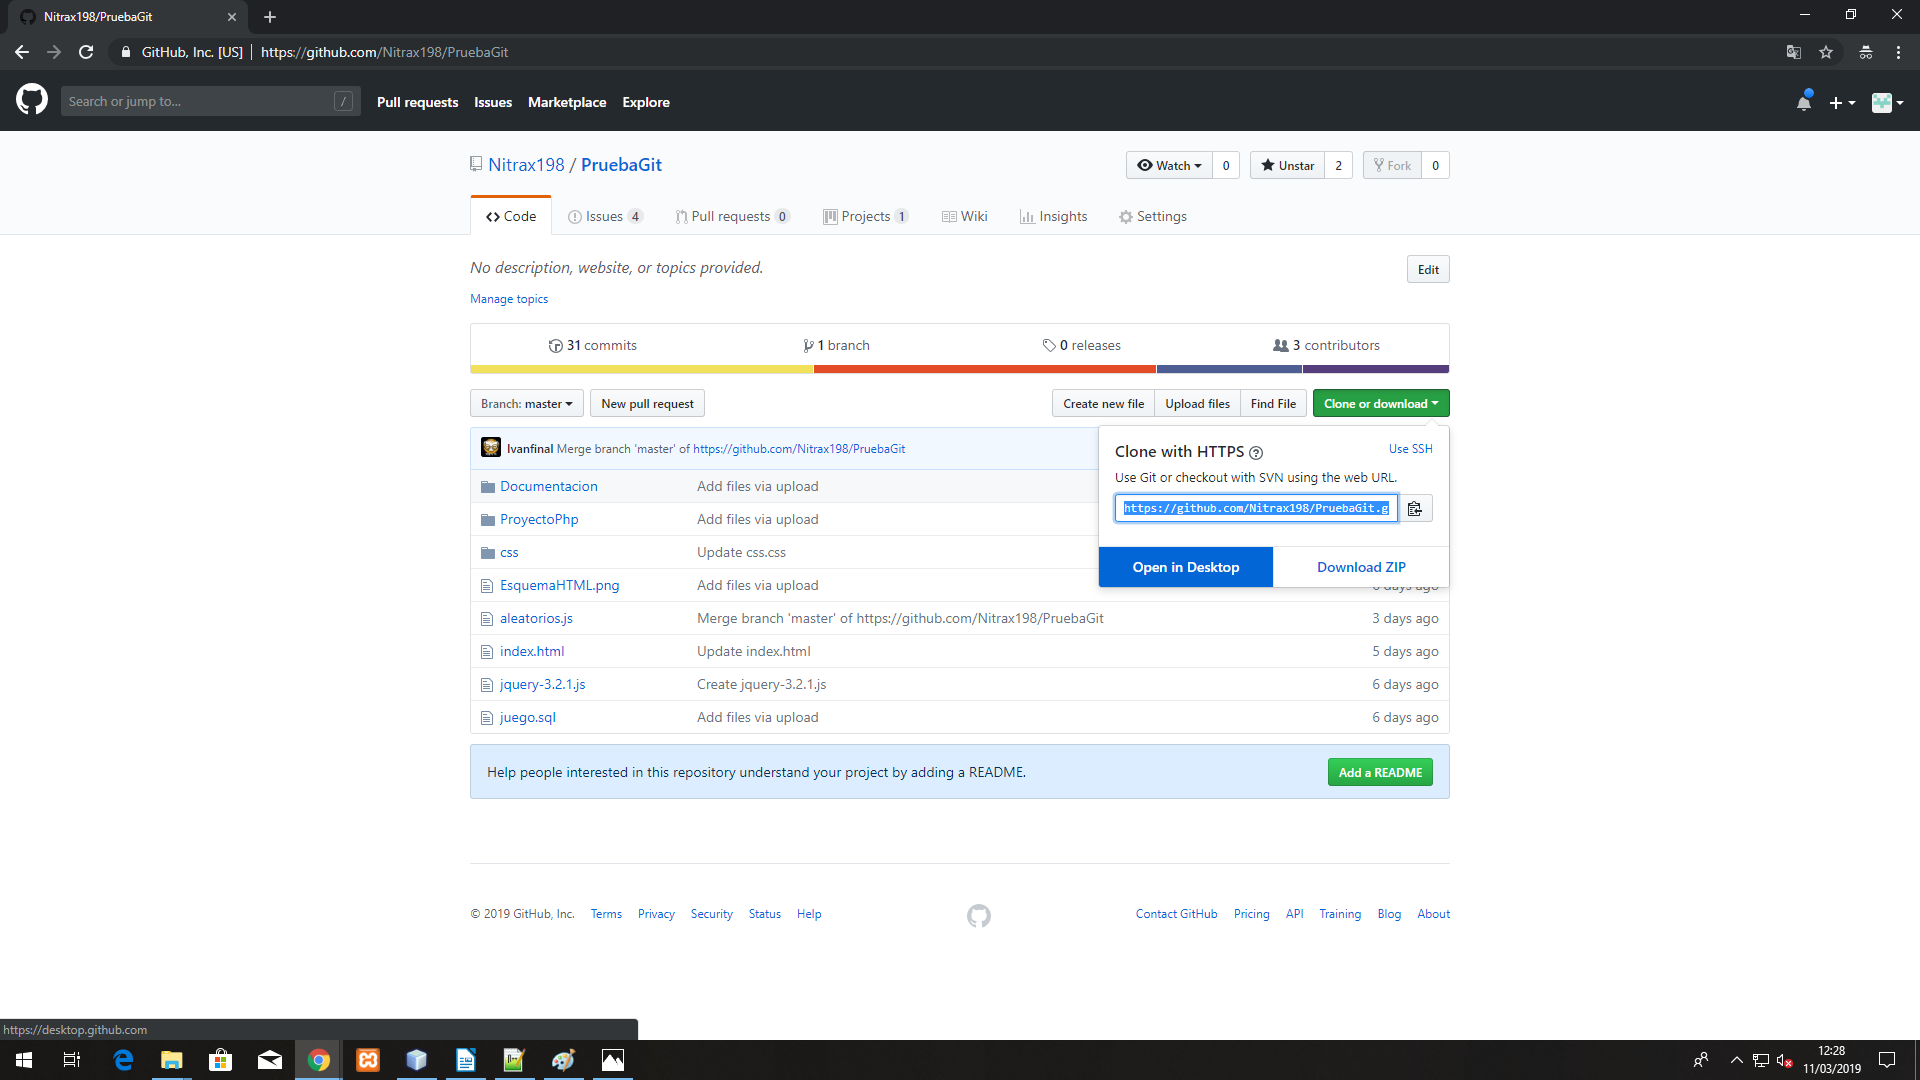 Nitrax198/PruebaGit
GitHub, Inc. [US] | https://github.com/Nitrax198/PruebaGit
Search or jump to... /
Pull requests Issues Marketplace Explore
Nitrax198 / PruebaGit
Watch 0 Unstar 2 Fork 0
Code Issues 4 Pull requests 0 Projects 1 Wiki Insights Settings
No description, website, or topics provided.
Edit
Manage topics
31 commits 1 branch 0 releases 3 contributors
Branch: master New pull request Create new file Upload files Find File Clone or download
Ivanfinal Merge branch 'master' of https://github.com/Nitrax198/PruebaGit
Clone with HTTPS ? Use SSH
Use Git or checkout with SVN using the web URL.
https://github.com/Nitrax198/PruebaGit.g
Open in Desktop Download ZIP
Documentacion Add files via upload
ProyectoPhp Add files via upload
css Update css.css
EsquemaHTML.png Add files via upload 6 days ago
aleatorios.js Merge branch 'master' of https://github.com/Nitrax198/PruebaGit 3 days ago
index.html Update index.html 5 days ago
jquery-3.2.1.js Create jquery-3.2.1.js 6 days ago
juego.sql Add files via upload 6 days ago
Help people interested in this repository understand your project by adding a README. Add a README
© 2019 GitHub, Inc. Terms Privacy Security Status Help Contact GitHub Pricing API Training Blog About
https://desktop.github.com
12:28
11/03/2019